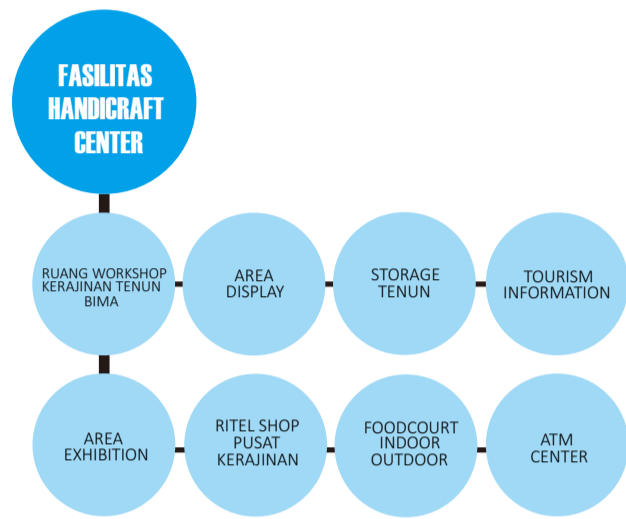 FASILITAS
HANDICRAFT
CENTER
RUANG WORKSHOP
KERAJINAN TENUN
BIMA
AREA
DISPLAY
STORAGE
TENUN
TOURISM
INFORMATION
AREA
EXHIBITION
RITEL SHOP
PUSAT
KERAJINAN
FOODCOURT
INDOOR
OUTDOOR
ATM
CENTER